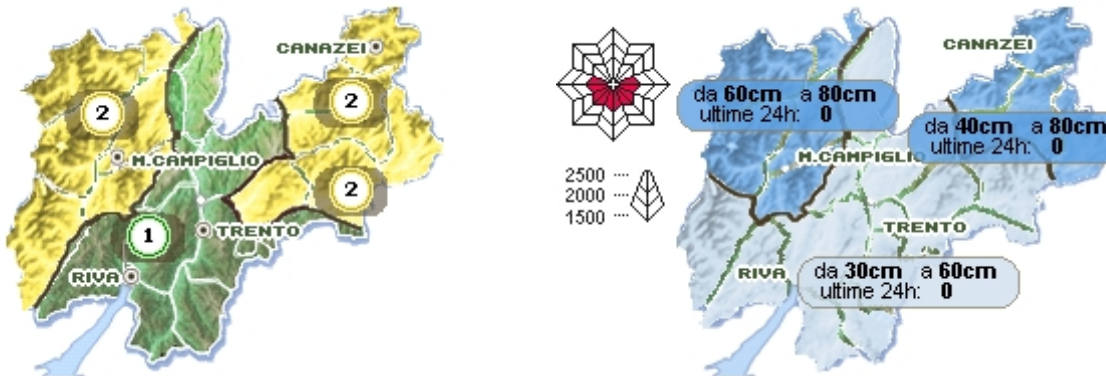 CANAZEI
2
2
M.CAMPIGLIO
2
1
TRENTO
RIVA
CANAZEI
da 60cm a 80cm
ultime 24h: 0
da 40cm a 80cm
ultime 24h: 0
M.CAMPIGLIO
2500
2000
1500
TRENTO
RIVA
da 30cm a 60cm
ultime 24h: 0